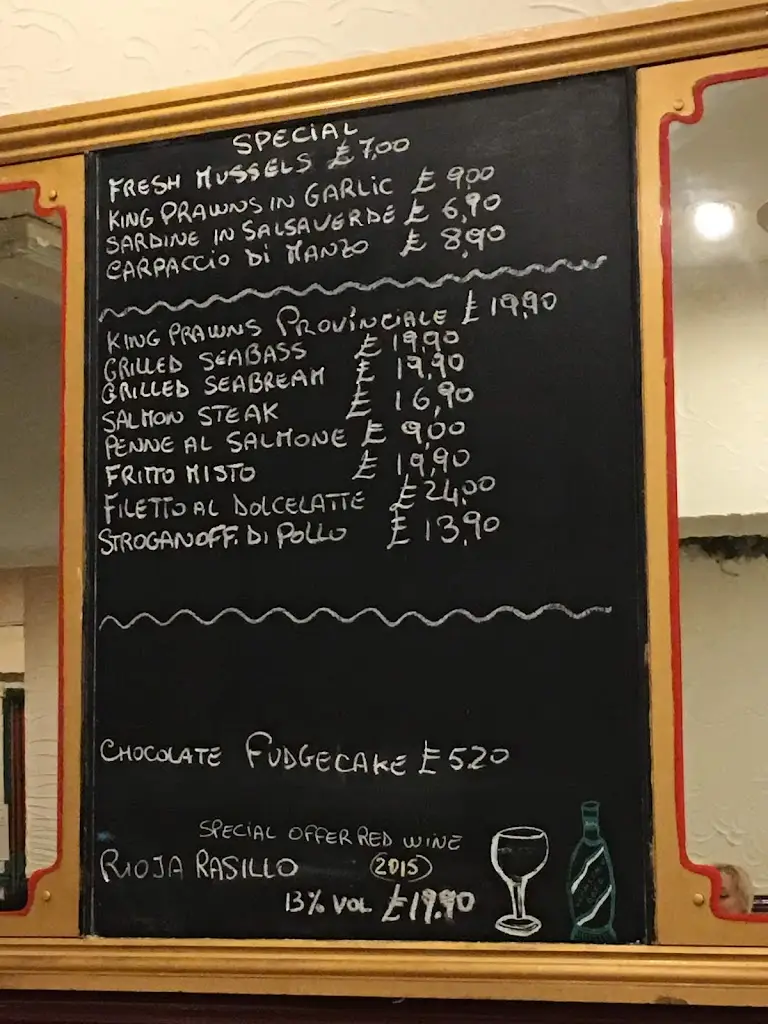 SPECIAL
FRESH MUSSELS £7,00
KING PRAWNS IN GARLIC £ 9,00
SARDINE IN SALSAVERDE £ 6,90
CARPACCIO DI MANZO £ 8,90
KING PRAWNS PROVINCIALE £ 19,90
GRILLED SEABASS £ 19,90
GRILLED SEABREAM £ 19,90
SALMON STEAK £ 16,90
PENNE AL SALMONE £ 9,00
FRITTO MISTO £ 19,90
FILETTO AL DOLCELATTE £24,00
STROGANOFF. DI POLLO £ 13,90
CHOCOLATE FUDGECAKE £520
SPECIAL OFFER RED WINE
RIOJA RASILLO 2015
13% VOL £19.90